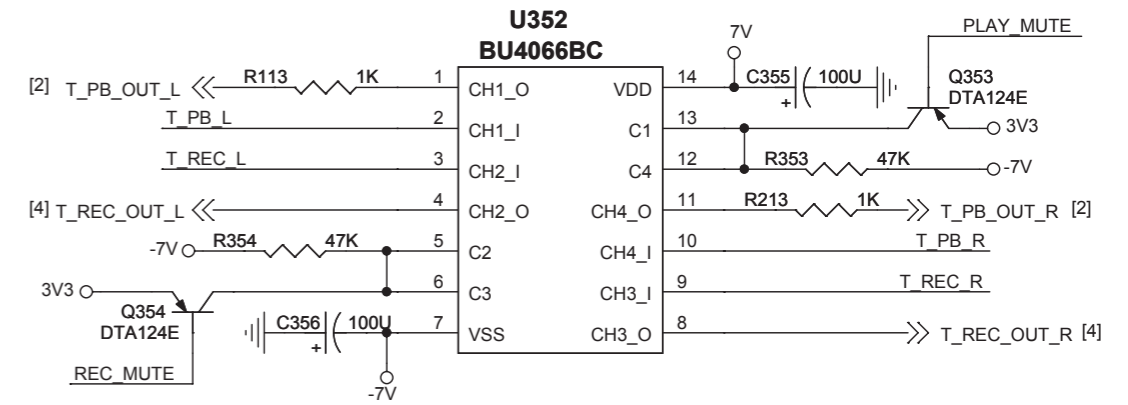 U352
BU4066BC
7V
PLAY_MUTE
[2] T_PB_OUT_L R113 1K 1 CH1_O VDD 14 C355 100U + Q353
DTA124E
T_PB_L 2 CH1_I C1 13 3V3
T_REC_L 3 CH2_I C4 12 R353 47K -7V
[4] T_REC_OUT_L 4 CH2_O CH4_O 11 R213 1K T_PB_OUT_R [2]
-7V R354 47K 5 C2 CH4_I 10 T_PB_R
3V3 6 C3 CH3_I 9 T_REC_R
Q354
DTA124E
C356 100U + 7 VSS CH3_O 8 T_REC_OUT_R [4]
REC_MUTE
-7V